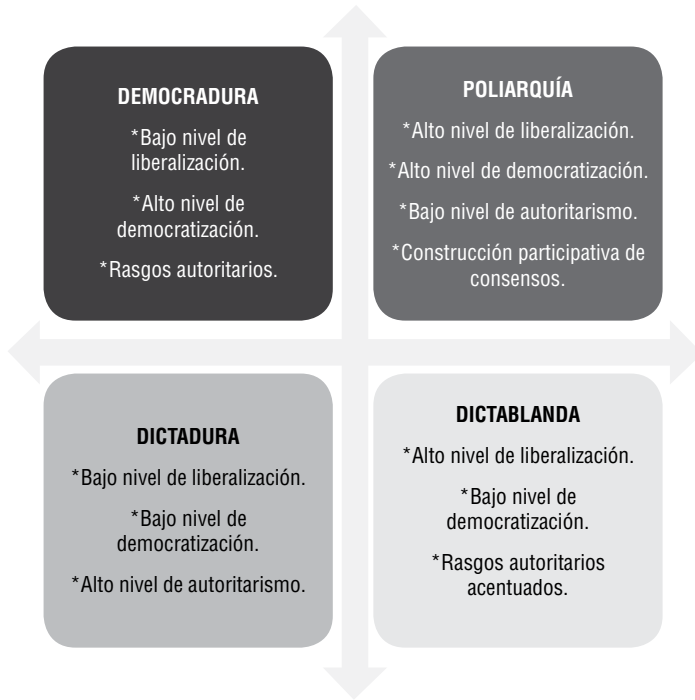 DEMOCRADURA
*Bajo nivel de
liberalización.
*Alto nivel de
democratización.
*Rasgos autoritarios.
POLIARQUÍA
*Alto nivel de liberalización.
*Alto nivel de democratización.
*Bajo nivel de autoritarismo.
*Construcción participativa de
consensos.
DICTADURA
*Bajo nivel de liberalización.
*Bajo nivel de
democratización.
*Alto nivel de autoritarismo.
DICTABLANDA
*Alto nivel de liberalización.
*Bajo nivel de
democratización.
*Rasgos autoritarios
acentuados.